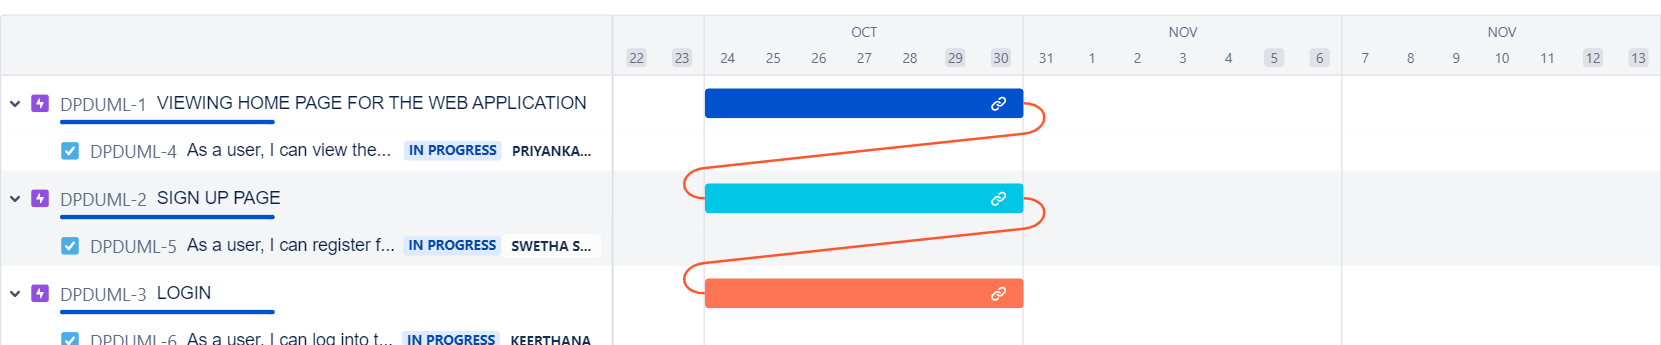 OCT NOV NOV
22 23 24 25 26 27 28 29 30 31 1 2 3 4 5 6 7 8 9 10 11 12 13
DPDUML-1 VIEWING HOME PAGE FOR THE WEB APPLICATION
DPDUML-4 As a user, I can view the... IN PROGRESS PRIYANKA...
DPDUML-2 SIGN UP PAGE
DPDUML-5 As a user, I can register f... IN PROGRESS SWETHA S...
DPDUML-3 LOGIN
DPDUML-6 As a user, I can log into t... IN PROGRESS KEERTHANA